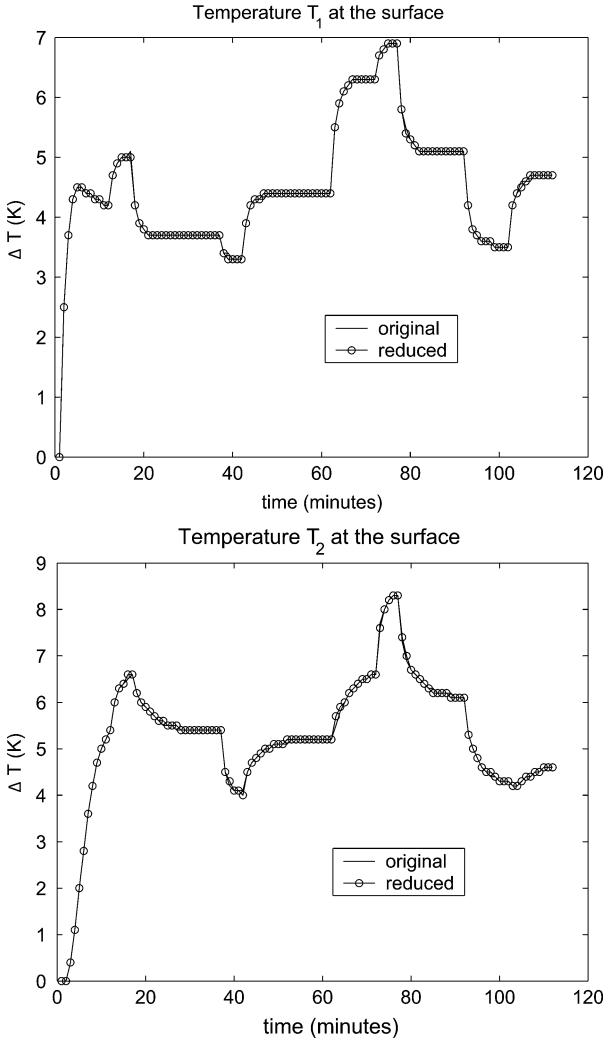 Temperature T1 at the surface
7
6
5
4
3
2
1
0
Δ T (K)
original
reduced
0 20 40 60 80 100 120
time (minutes)
Temperature T2 at the surface
9
8
7
6
5
4
3
2
1
0
Δ T (K)
original
reduced
0 20 40 60 80 100 120
time (minutes)